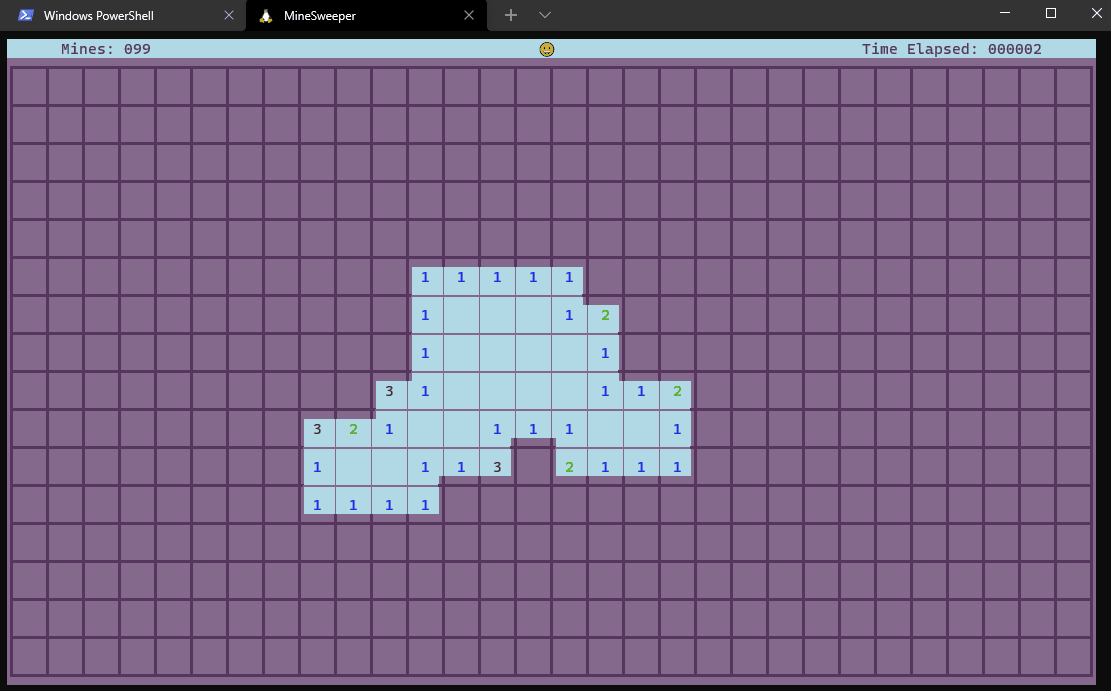 Windows PowerShell MineSweeper
Mines: 099 Time Elapsed: 000002
1 1 1 1 1
1 1 2
1 1
3 1 1 1 2
3 2 1 1 1 1 1
1 1 1 3 2 1 1 1
1 1 1 1